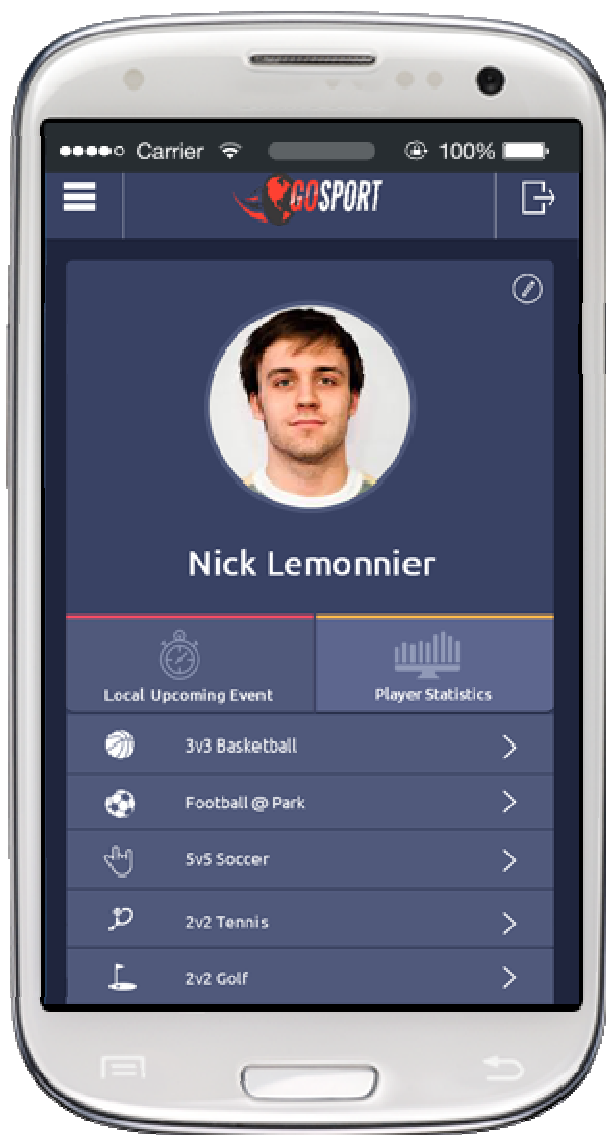 Carrier 100%
GOSPORT
Nick Lemonnier
Local Upcoming Event
Player Statistics
3v3 Basketball
Football @ Park
5v5 Soccer
2v2 Tennis
2v2 Golf